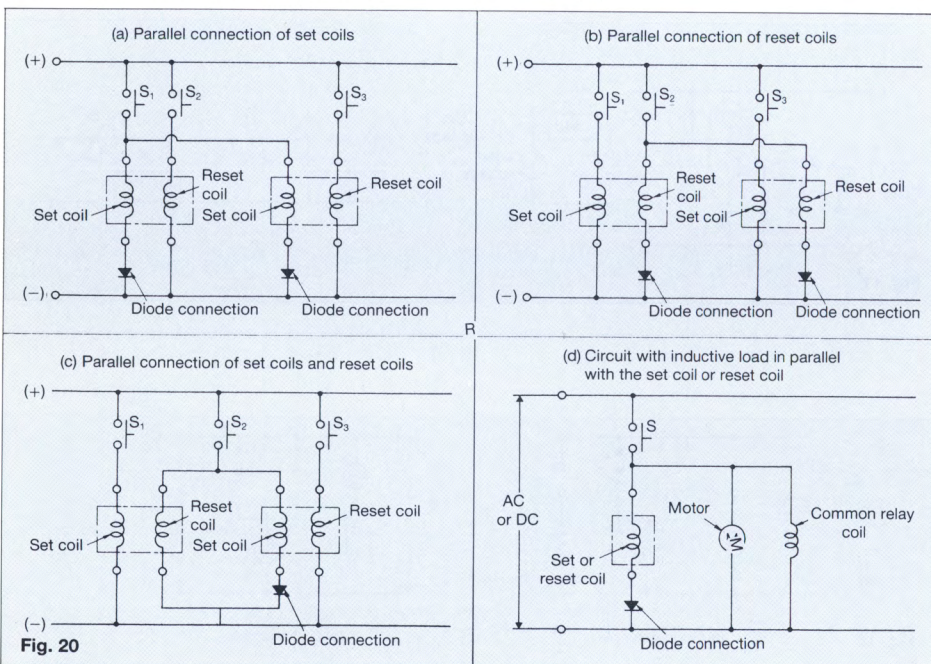 (a) Parallel connection of set coils
(+)
S1
S2
S3
Reset
coil
Set coil
Set coil
Reset coil
(−)
Diode connection
Diode connection
(b) Parallel connection of reset coils
(+)
S1
S2
S3
Reset
coil
Set coil
Set coil
Reset coil
(−)
Diode connection
Diode connection
R
(c) Parallel connection of set coils and reset coils
(+)
S1
S2
S3
Reset
coil
Set coil
Set coil
Reset coil
(−)
Diode connection
Fig. 20
(d) Circuit with inductive load in parallel
with the set coil or reset coil
S
AC
or DC
Motor
M
Common relay
coil
Set or
reset coil
Diode connection